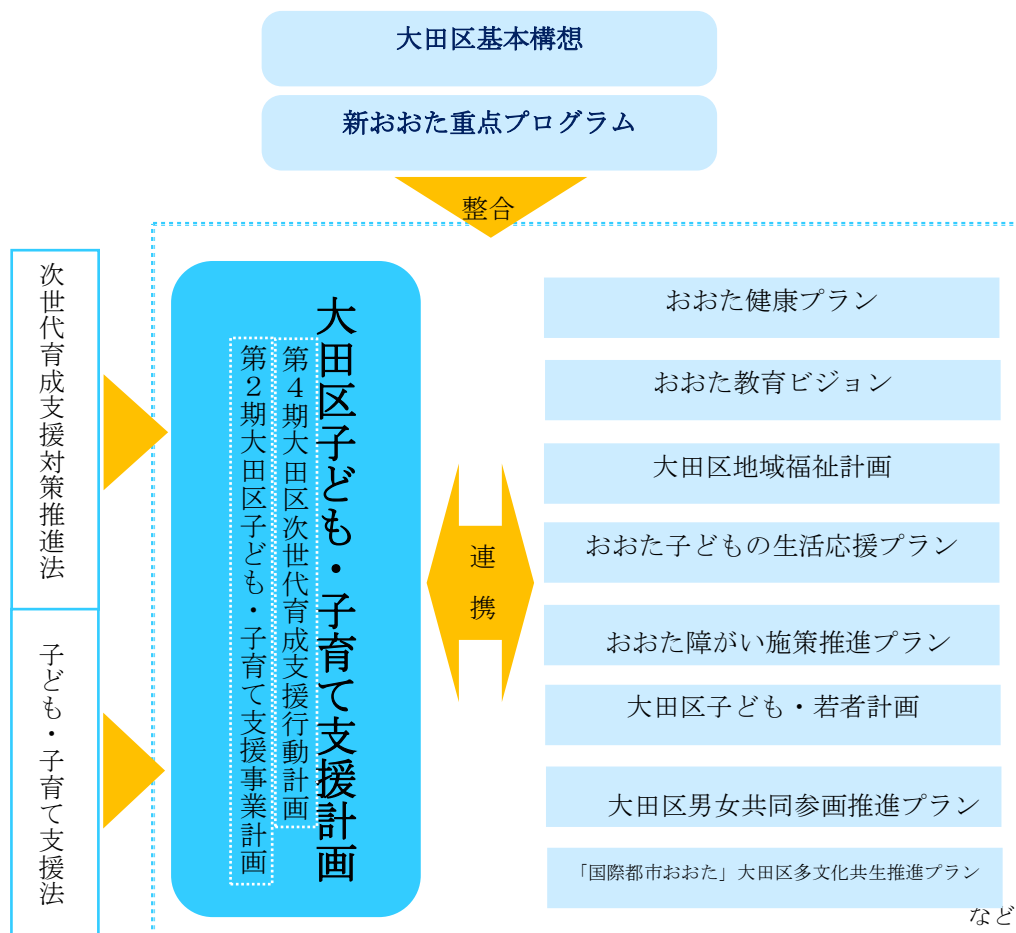 大田区基本構想
新おおた重点プログラム
整合
次世代育成支援対策推進法
子ども・子育て支援法
大田区子ども・子育て支援計画
第４期大田区次世代育成支援行動計画
第２期大田区子ども・子育て支援事業計画
連
携
おおた健康プラン
おおた教育ビジョン
大田区地域福祉計画
おおた子どもの生活応援プラン
おおた障がい施策推進プラン
大田区子ども・若者計画
大田区男女共同参画推進プラン
「国際都市おおた」大田区多文化共生推進プラン
など